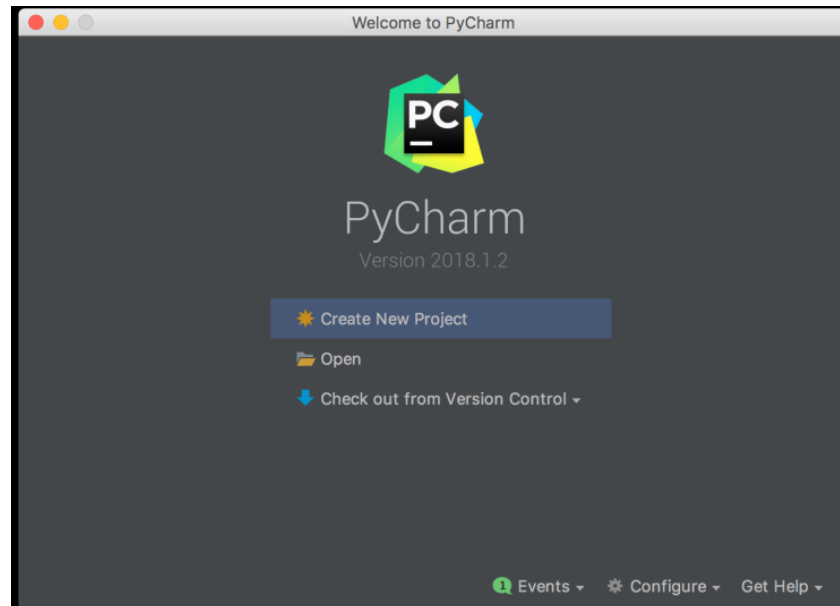 Welcome to PyCharm
PC
PyCharm
Version 2018.1.2
Create New Project
Open
Check out from Version Control
1 Events Configure Get Help